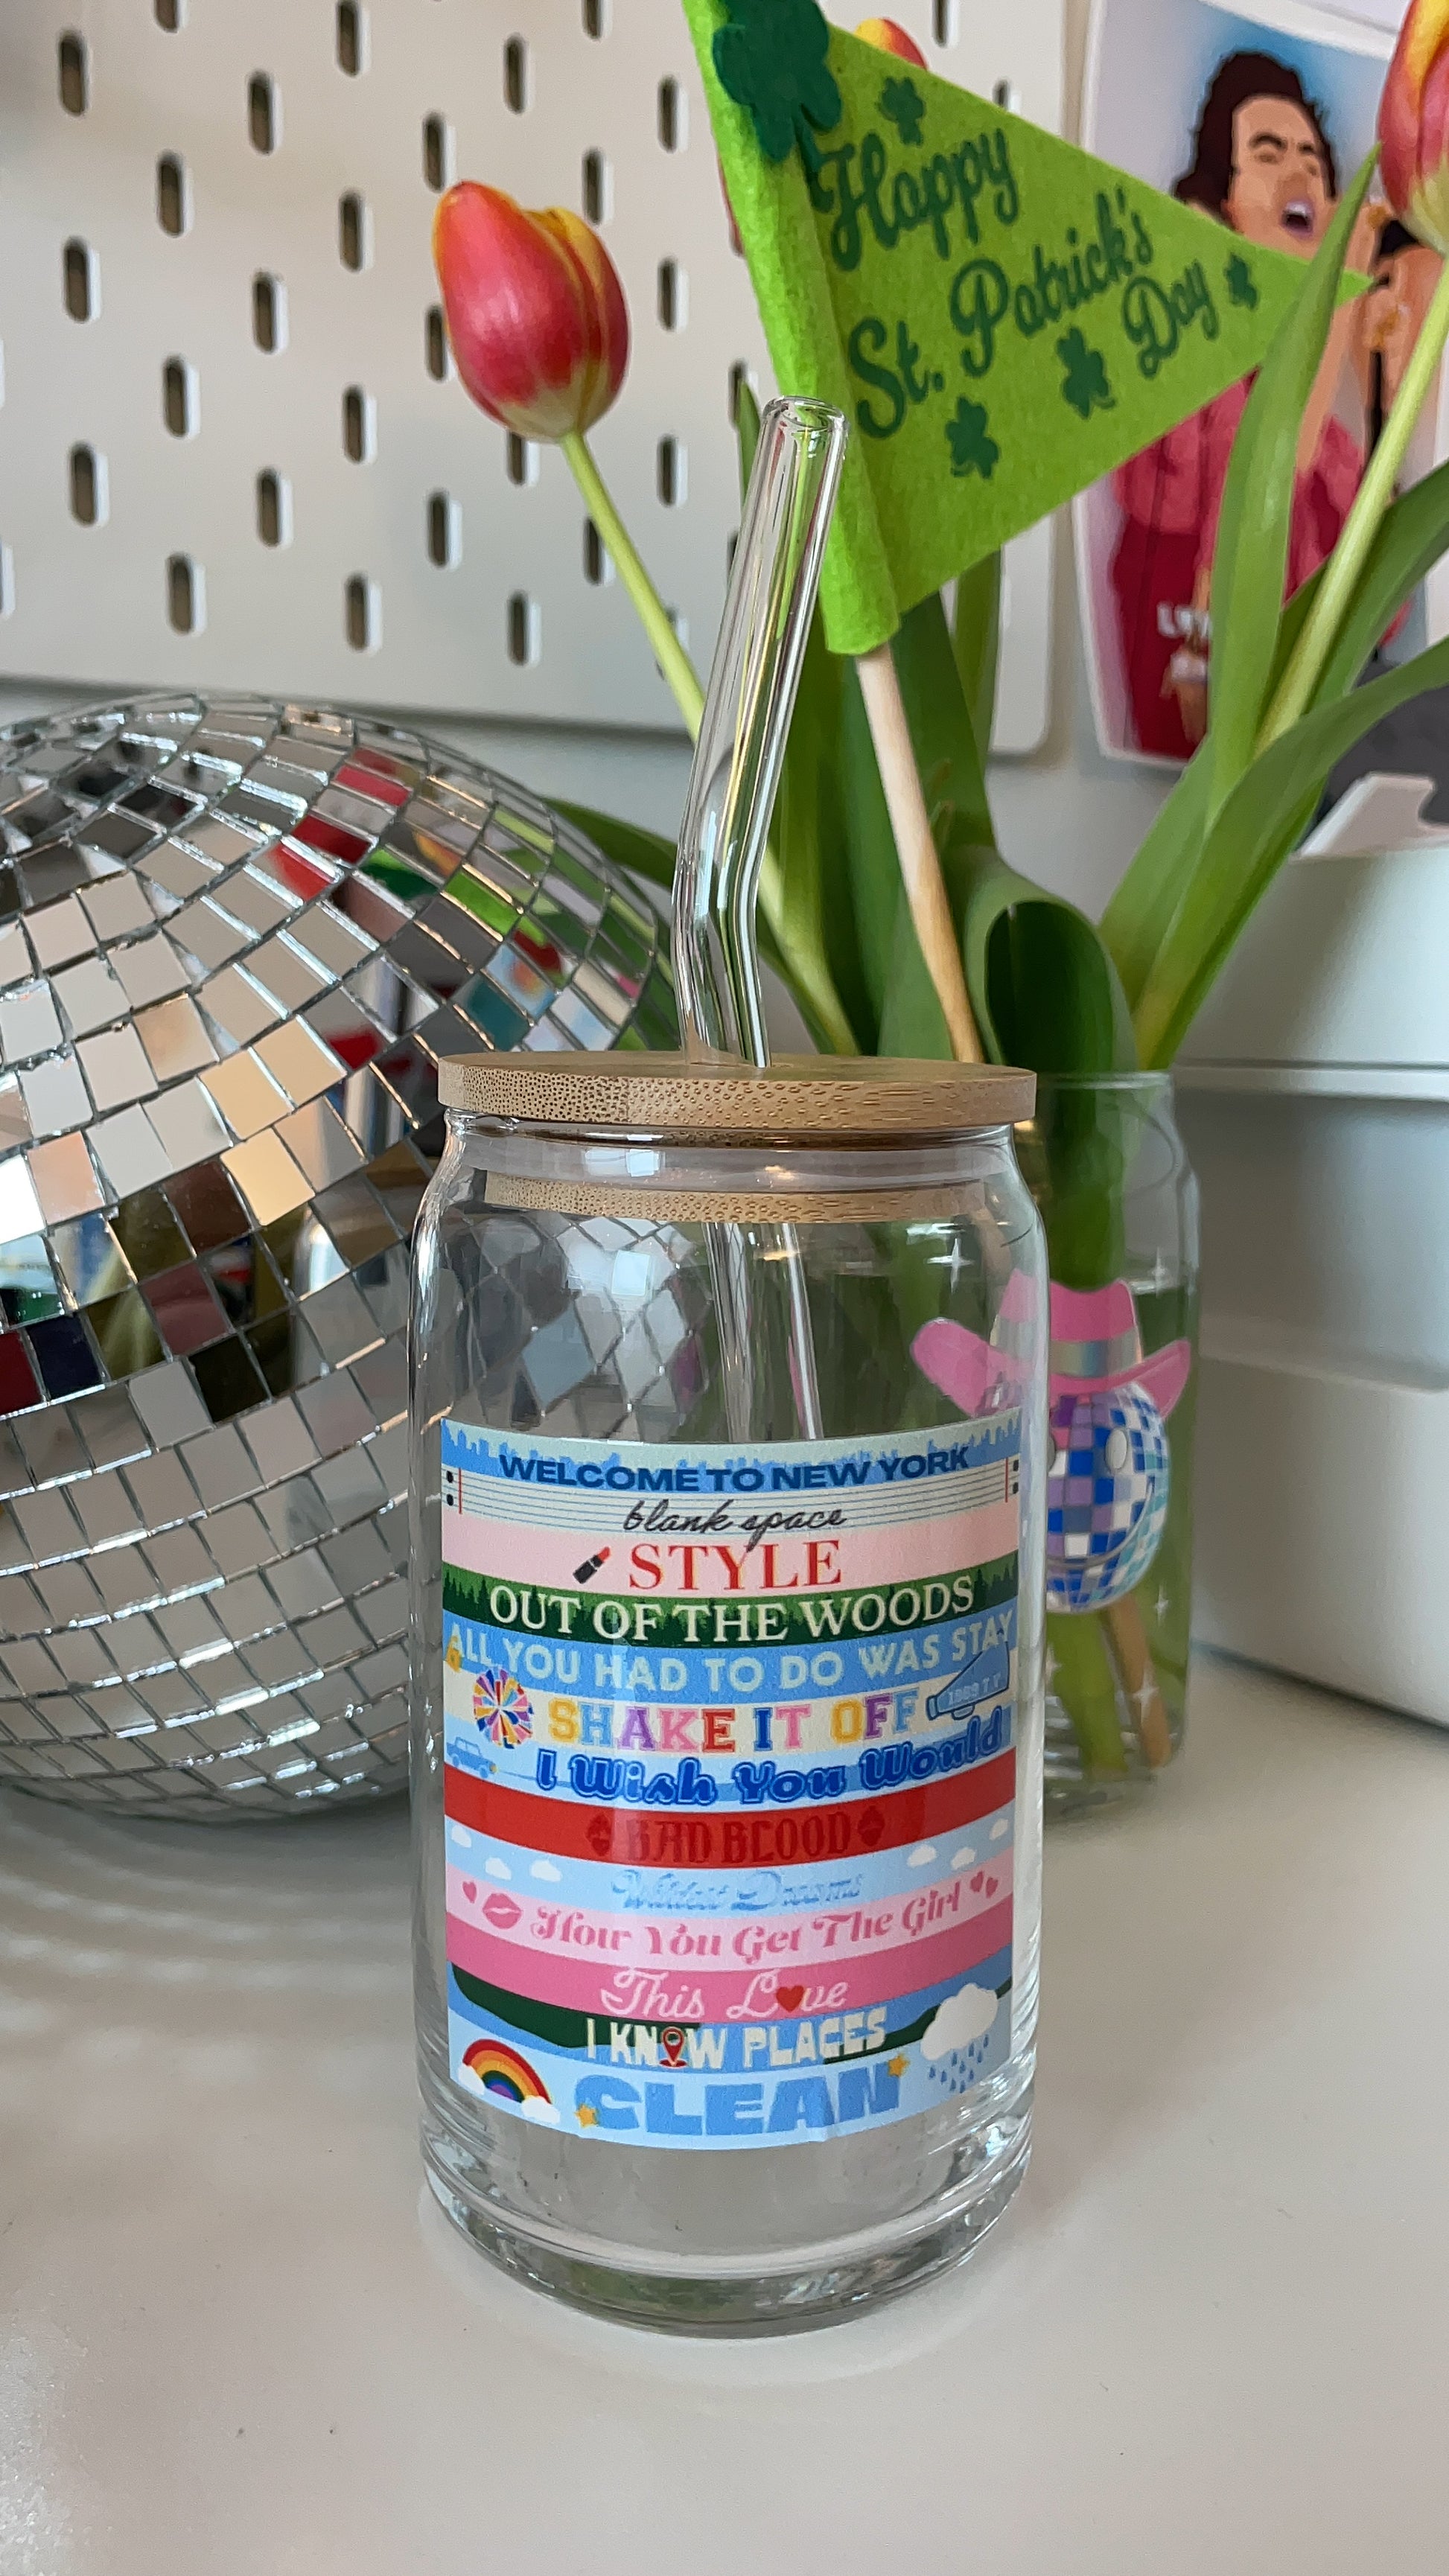 Happy
St. Patrick's
Day
WELCOME TO NEW YORK
blank space
STYLE
OUT OF THE WOODS
ALL YOU HAD TO DO WAS STAY
SHAKE IT OFF
1989 T.V.
I Wish You Would
BAD BLOOD
Wildest Dreams
How You Get The Girl
This Love
I KNOW PLACES
CLEAN